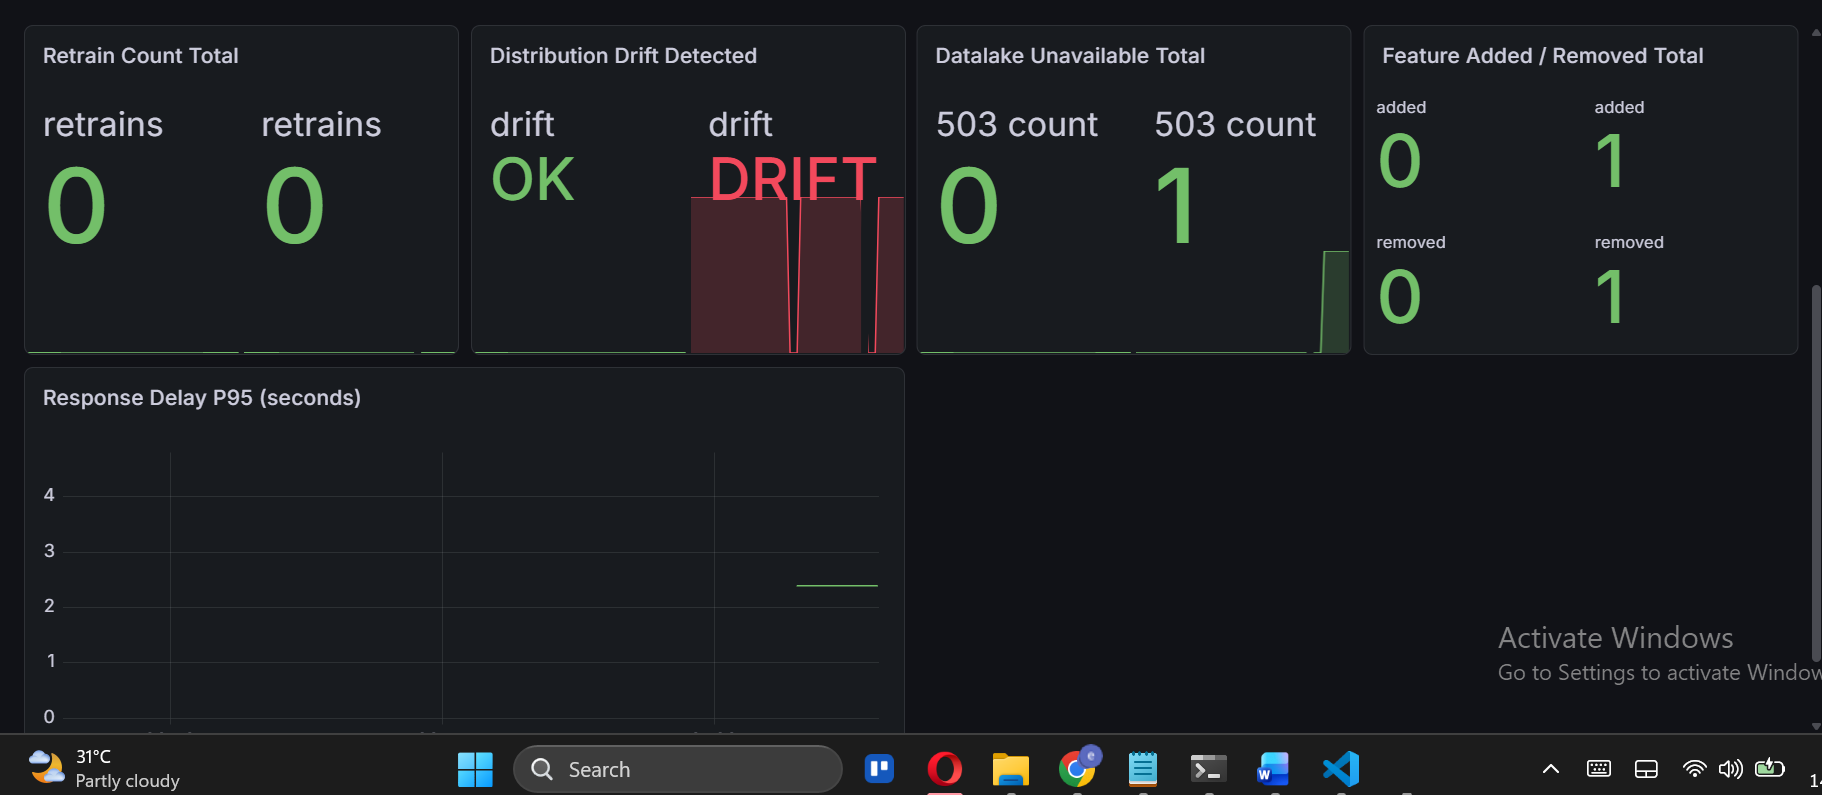 Retrain Count Total
retrains
0
retrains
0
Distribution Drift Detected
drift
OK
drift
DRIFT
Datalake Unavailable Total
503 count
0
503 count
1
Feature Added / Removed Total
added
0
added
1
removed
0
removed
1
Response Delay P95 (seconds)
4
3
2
1
0
Activate Windows
Go to Settings to activate Window
31°C
Partly cloudy
Search